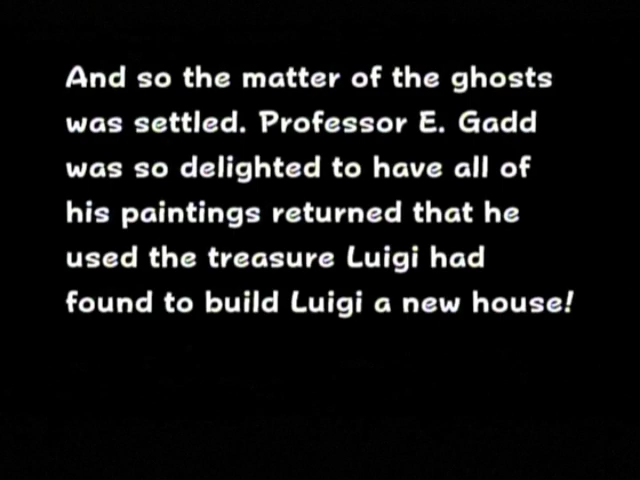 And so the matter of the ghosts
was settled. Professor E. Gadd
was so delighted to have all of
his paintings returned that he
used the treasure Luigi had
found to build Luigi a new house!